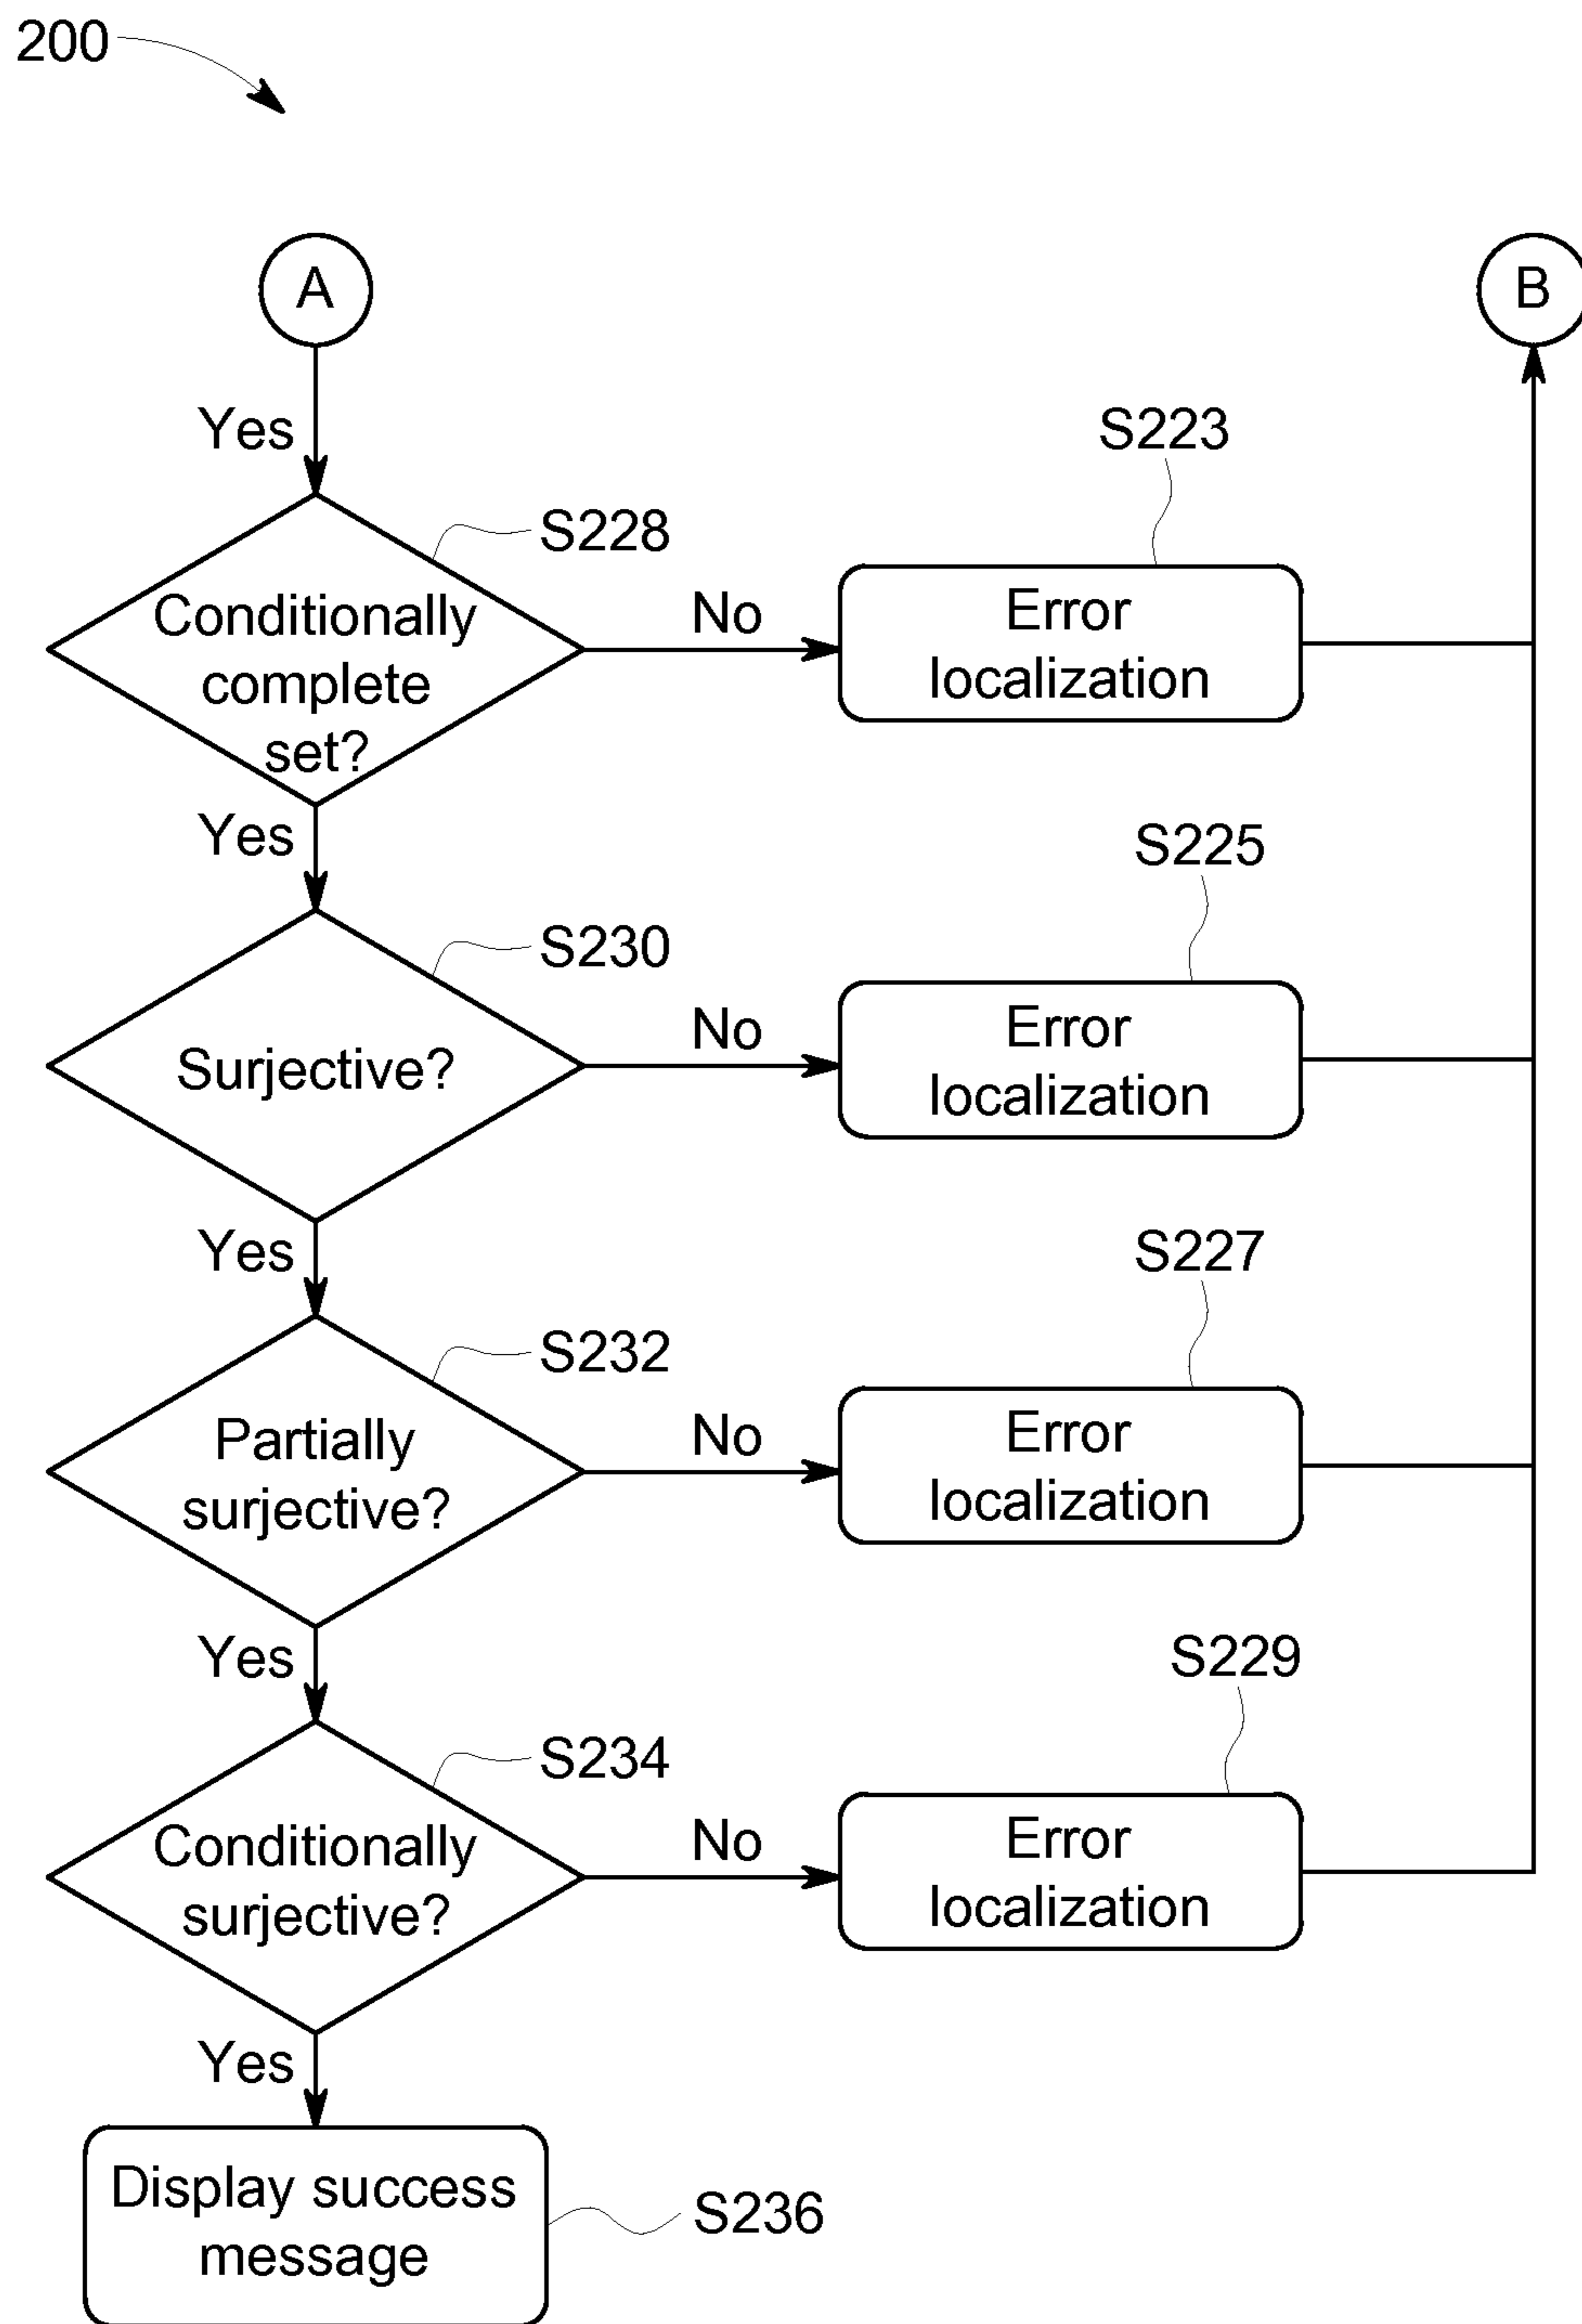 200
A
B
Yes
S223
S228
Conditionally
complete
set?
No
Error
localization
Yes
S225
S230
Surjective?
No
Error
localization
Yes
S227
S232
Partially
surjective?
No
Error
localization
Yes
S229
S234
Conditionally
surjective?
No
Error
localization
Yes
Display success
message
S236